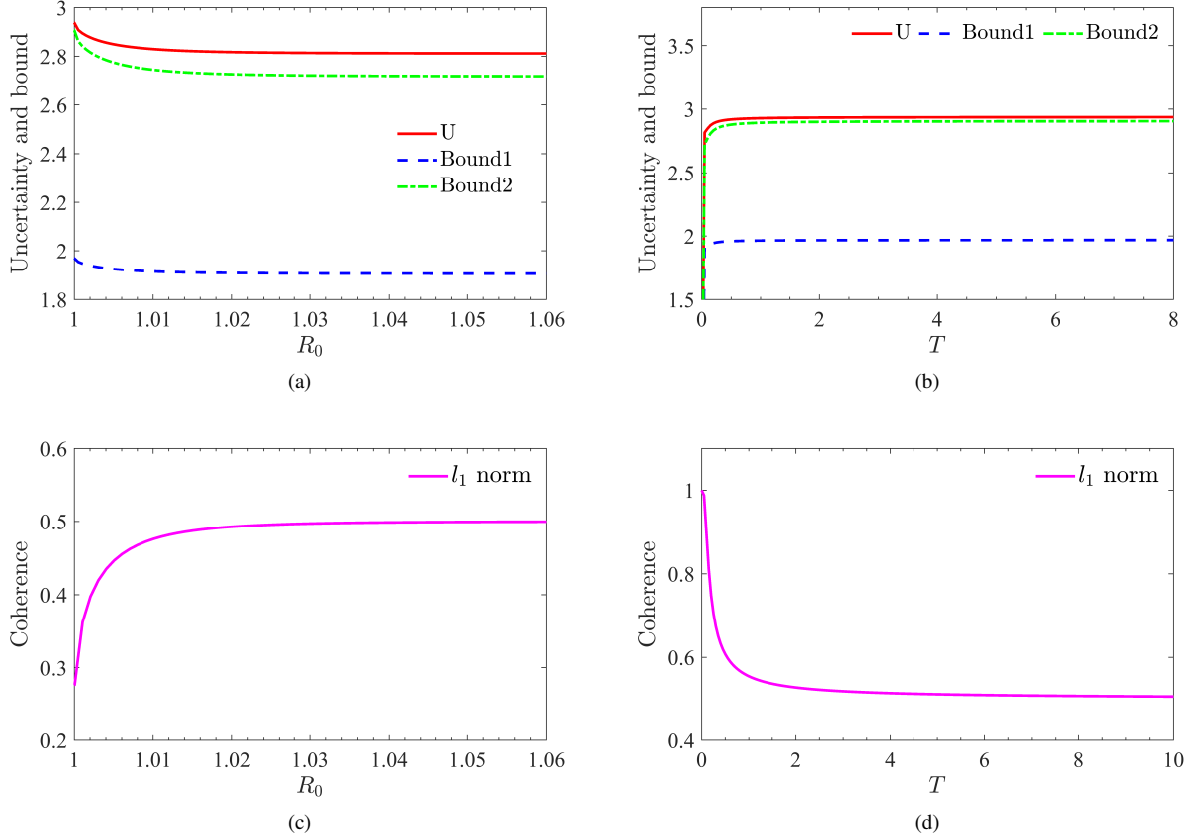 3
2.8
2.6
2.4
2.2
2
1.8
Uncertainty and bound
U
Bound1
Bound2
1 1.01 1.02 1.03 1.04 1.05 1.06
R₀
(a)
3.5
3
2.5
2
1.5
Uncertainty and bound
U Bound1 Bound2
0 2 4 6 8
T
(b)
0.6
0.5
0.4
0.3
0.2
Coherence
l₁ norm
1 1.01 1.02 1.03 1.04 1.05 1.06
R₀
(c)
1
0.8
0.6
0.4
Coherence
l₁ norm
0 2 4 6 8 10
T
(d)